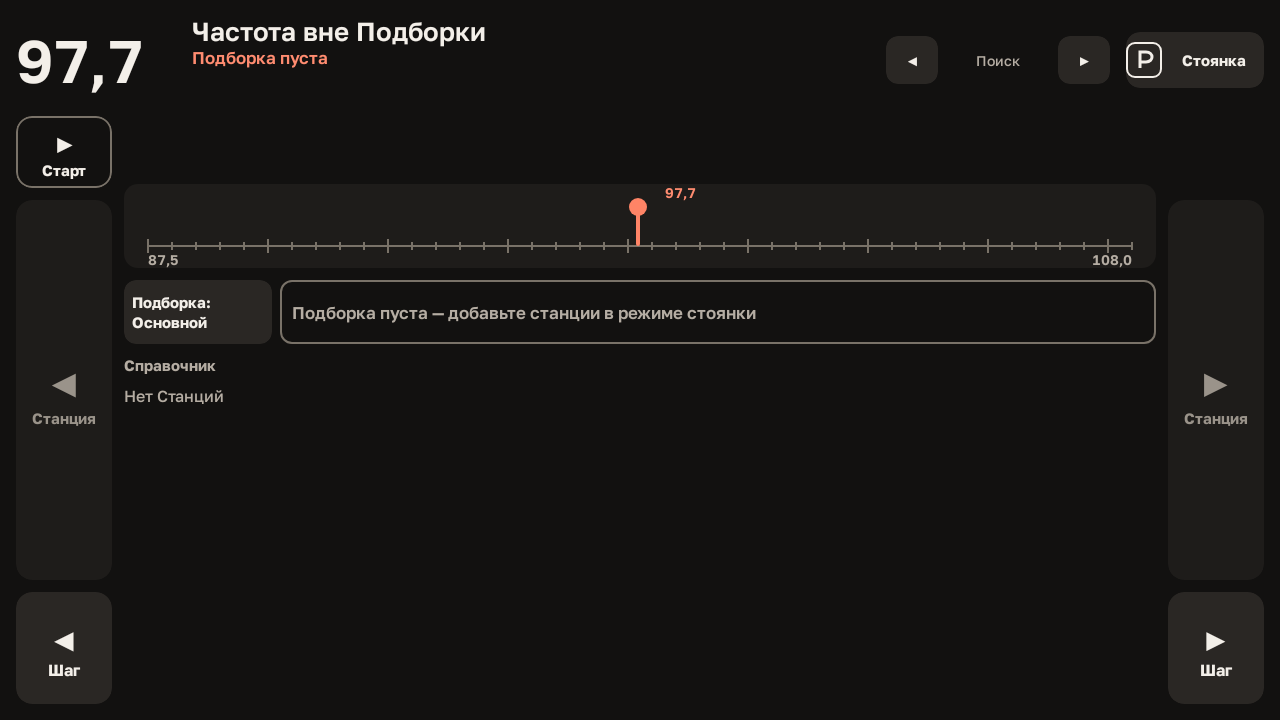 97,7
Частота вне Подборки
Подборка пуста
◄
Поиск
►
P
Стоянка
►
Старт
97,7
87,5
108,0
Подборка:
Основной
Подборка пуста — добавьте станции в режиме стоянки
Справочник
Нет Станций
◀
Станция
▶
Станция
◀
Шаг
▶
Шаг